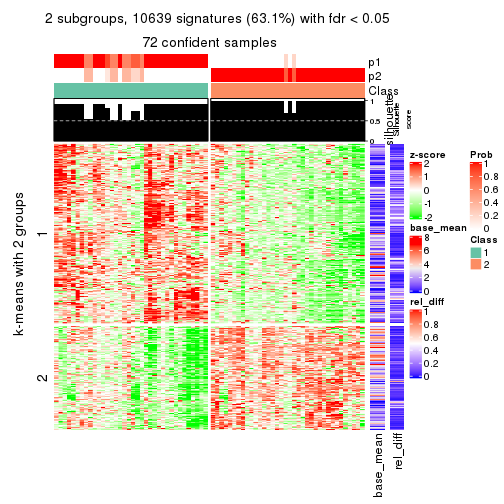 2 subgroups, 10639 signatures (63.1%) with fdr < 0.05
72 confident samples
p1
p2
Class
1
0.5
0
silhouette
Silhouette
score
k-means with 2 groups
1
2
base_mean
rel_diff
z-score
2
1
0
-1
-2
base_mean
8
6
4
2
0
rel_diff
1
0.8
0.6
0.4
0.2
0
Prob
1
0.8
0.6
0.4
0.2
0
Class
1
2